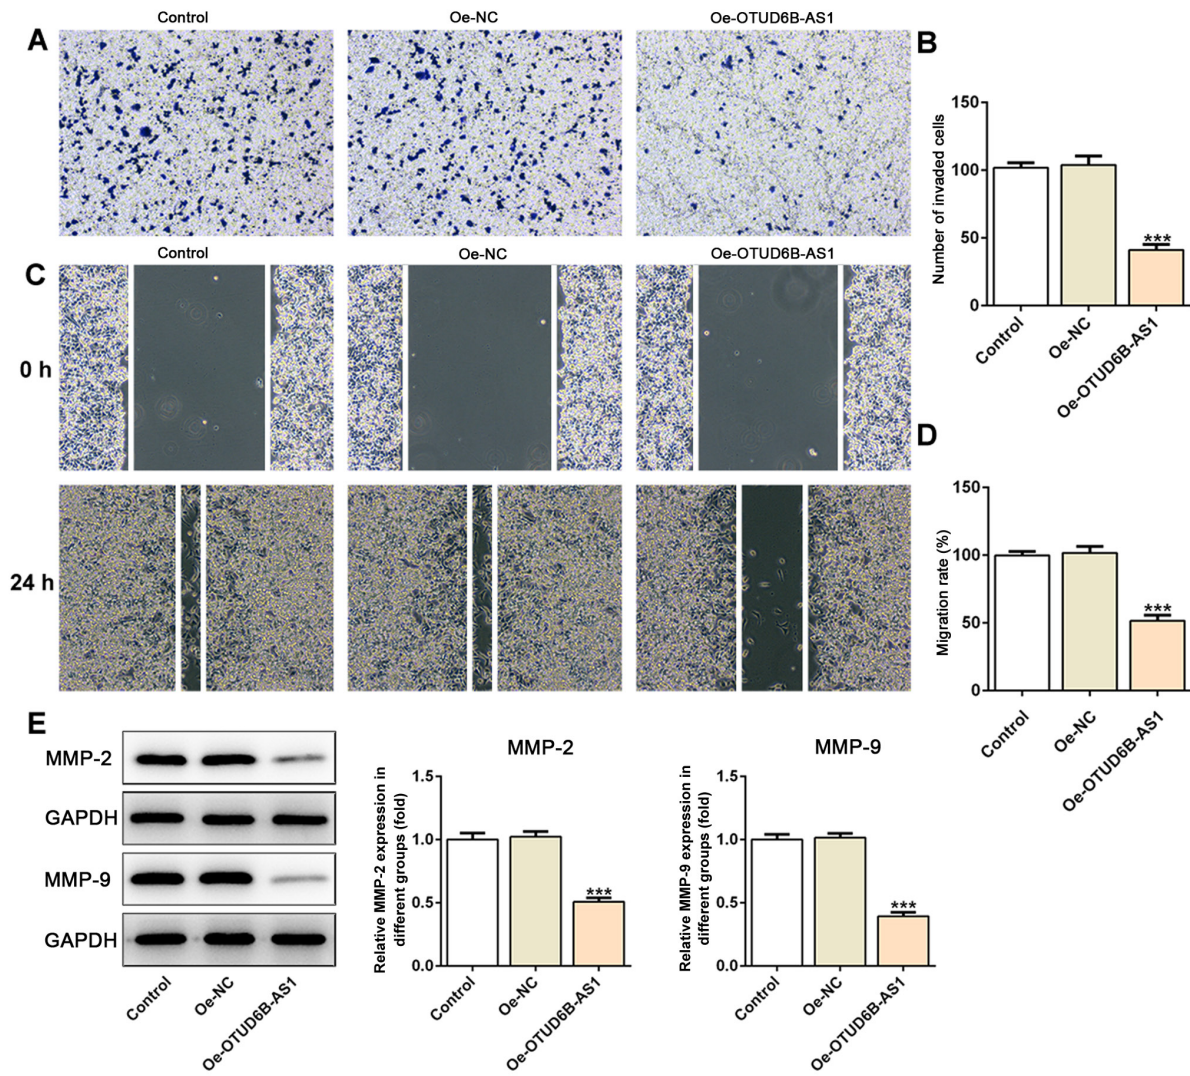 Control
Oe-NC
Oe-OTUD6B-AS1
A
B
Number of invaded cells
150
100
50
0
***
Control
Oe-NC
Oe-OTUD6B-AS1
C
Control
Oe-NC
Oe-OTUD6B-AS1
0 h
24 h
D
Migration rate (%)
150
100
50
0
***
Control
Oe-NC
Oe-OTUD6B-AS1
E
MMP-2
GAPDH
MMP-9
GAPDH
Control
Oe-NC
Oe-OTUD6B-AS1
MMP-2
Relative MMP-2 expression in
different groups (fold)
1.5
1.0
0.5
0.0
***
Control
Oe-NC
Oe-OTUD6B-AS1
MMP-9
Relative MMP-9 expression in
different groups (fold)
1.5
1.0
0.5
0.0
***
Control
Oe-NC
Oe-OTUD6B-AS1